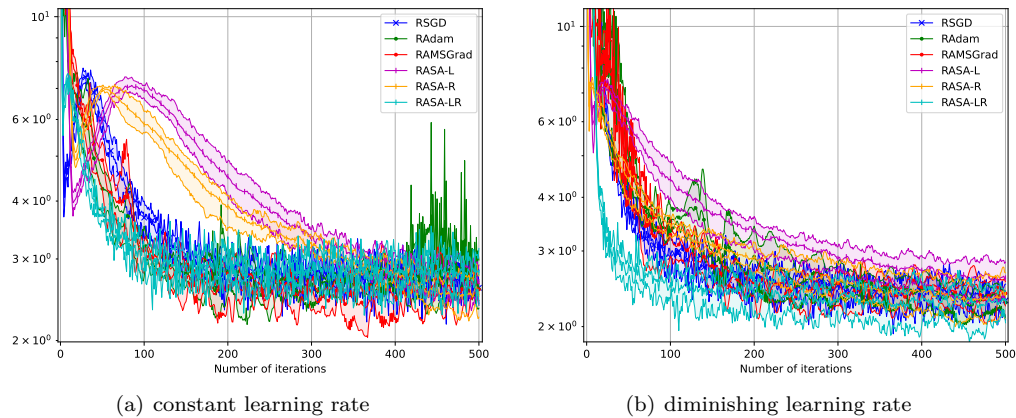 10¹
6 × 10⁰
4 × 10⁰
3 × 10⁰
2 × 10⁰
0 100 200 300 400 500
Number of iterations
RSGD
RAdam
RAMSGrad
RASA-L
RASA-R
RASA-LR
(a) constant learning rate
10¹
6 × 10⁰
4 × 10⁰
3 × 10⁰
2 × 10⁰
0 100 200 300 400 500
Number of iterations
RSGD
RAdam
RAMSGrad
RASA-L
RASA-R
RASA-LR
(b) diminishing learning rate